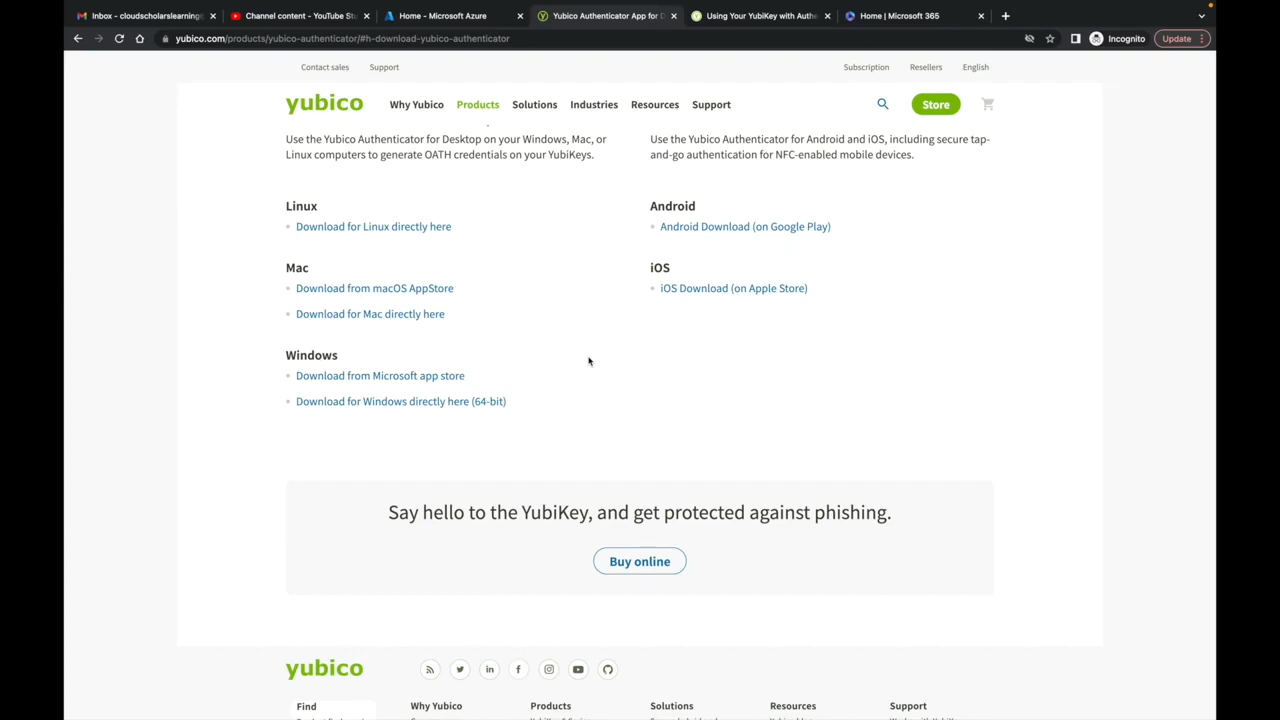 Inbox - cloudscholarslearning
Channel content - YouTube St
Home - Microsoft Azure
Yubico Authenticator App for D
Using Your YubiKey with Authe
Home | Microsoft 365
yubico.com/products/yubico-authenticator/#h-download-yubico-authenticator
Incognito
Update
Contact sales
Support
Subscription
Resellers
English
yubico
Why Yubico
Products
Solutions
Industries
Resources
Support
Store
Use the Yubico Authenticator for Desktop on your Windows, Mac, or
Linux computers to generate OATH credentials on your YubiKeys.
Use the Yubico Authenticator for Android and iOS, including secure tap-
and-go authentication for NFC-enabled mobile devices.
Linux
Download for Linux directly here
Mac
Download from macOS AppStore
Download for Mac directly here
Windows
Download from Microsoft app store
Download for Windows directly here (64-bit)
Android
Android Download (on Google Play)
iOS
iOS Download (on Apple Store)
Say hello to the YubiKey, and get protected against phishing.
Buy online
yubico
Find
Why Yubico
Products
Solutions
Resources
Support